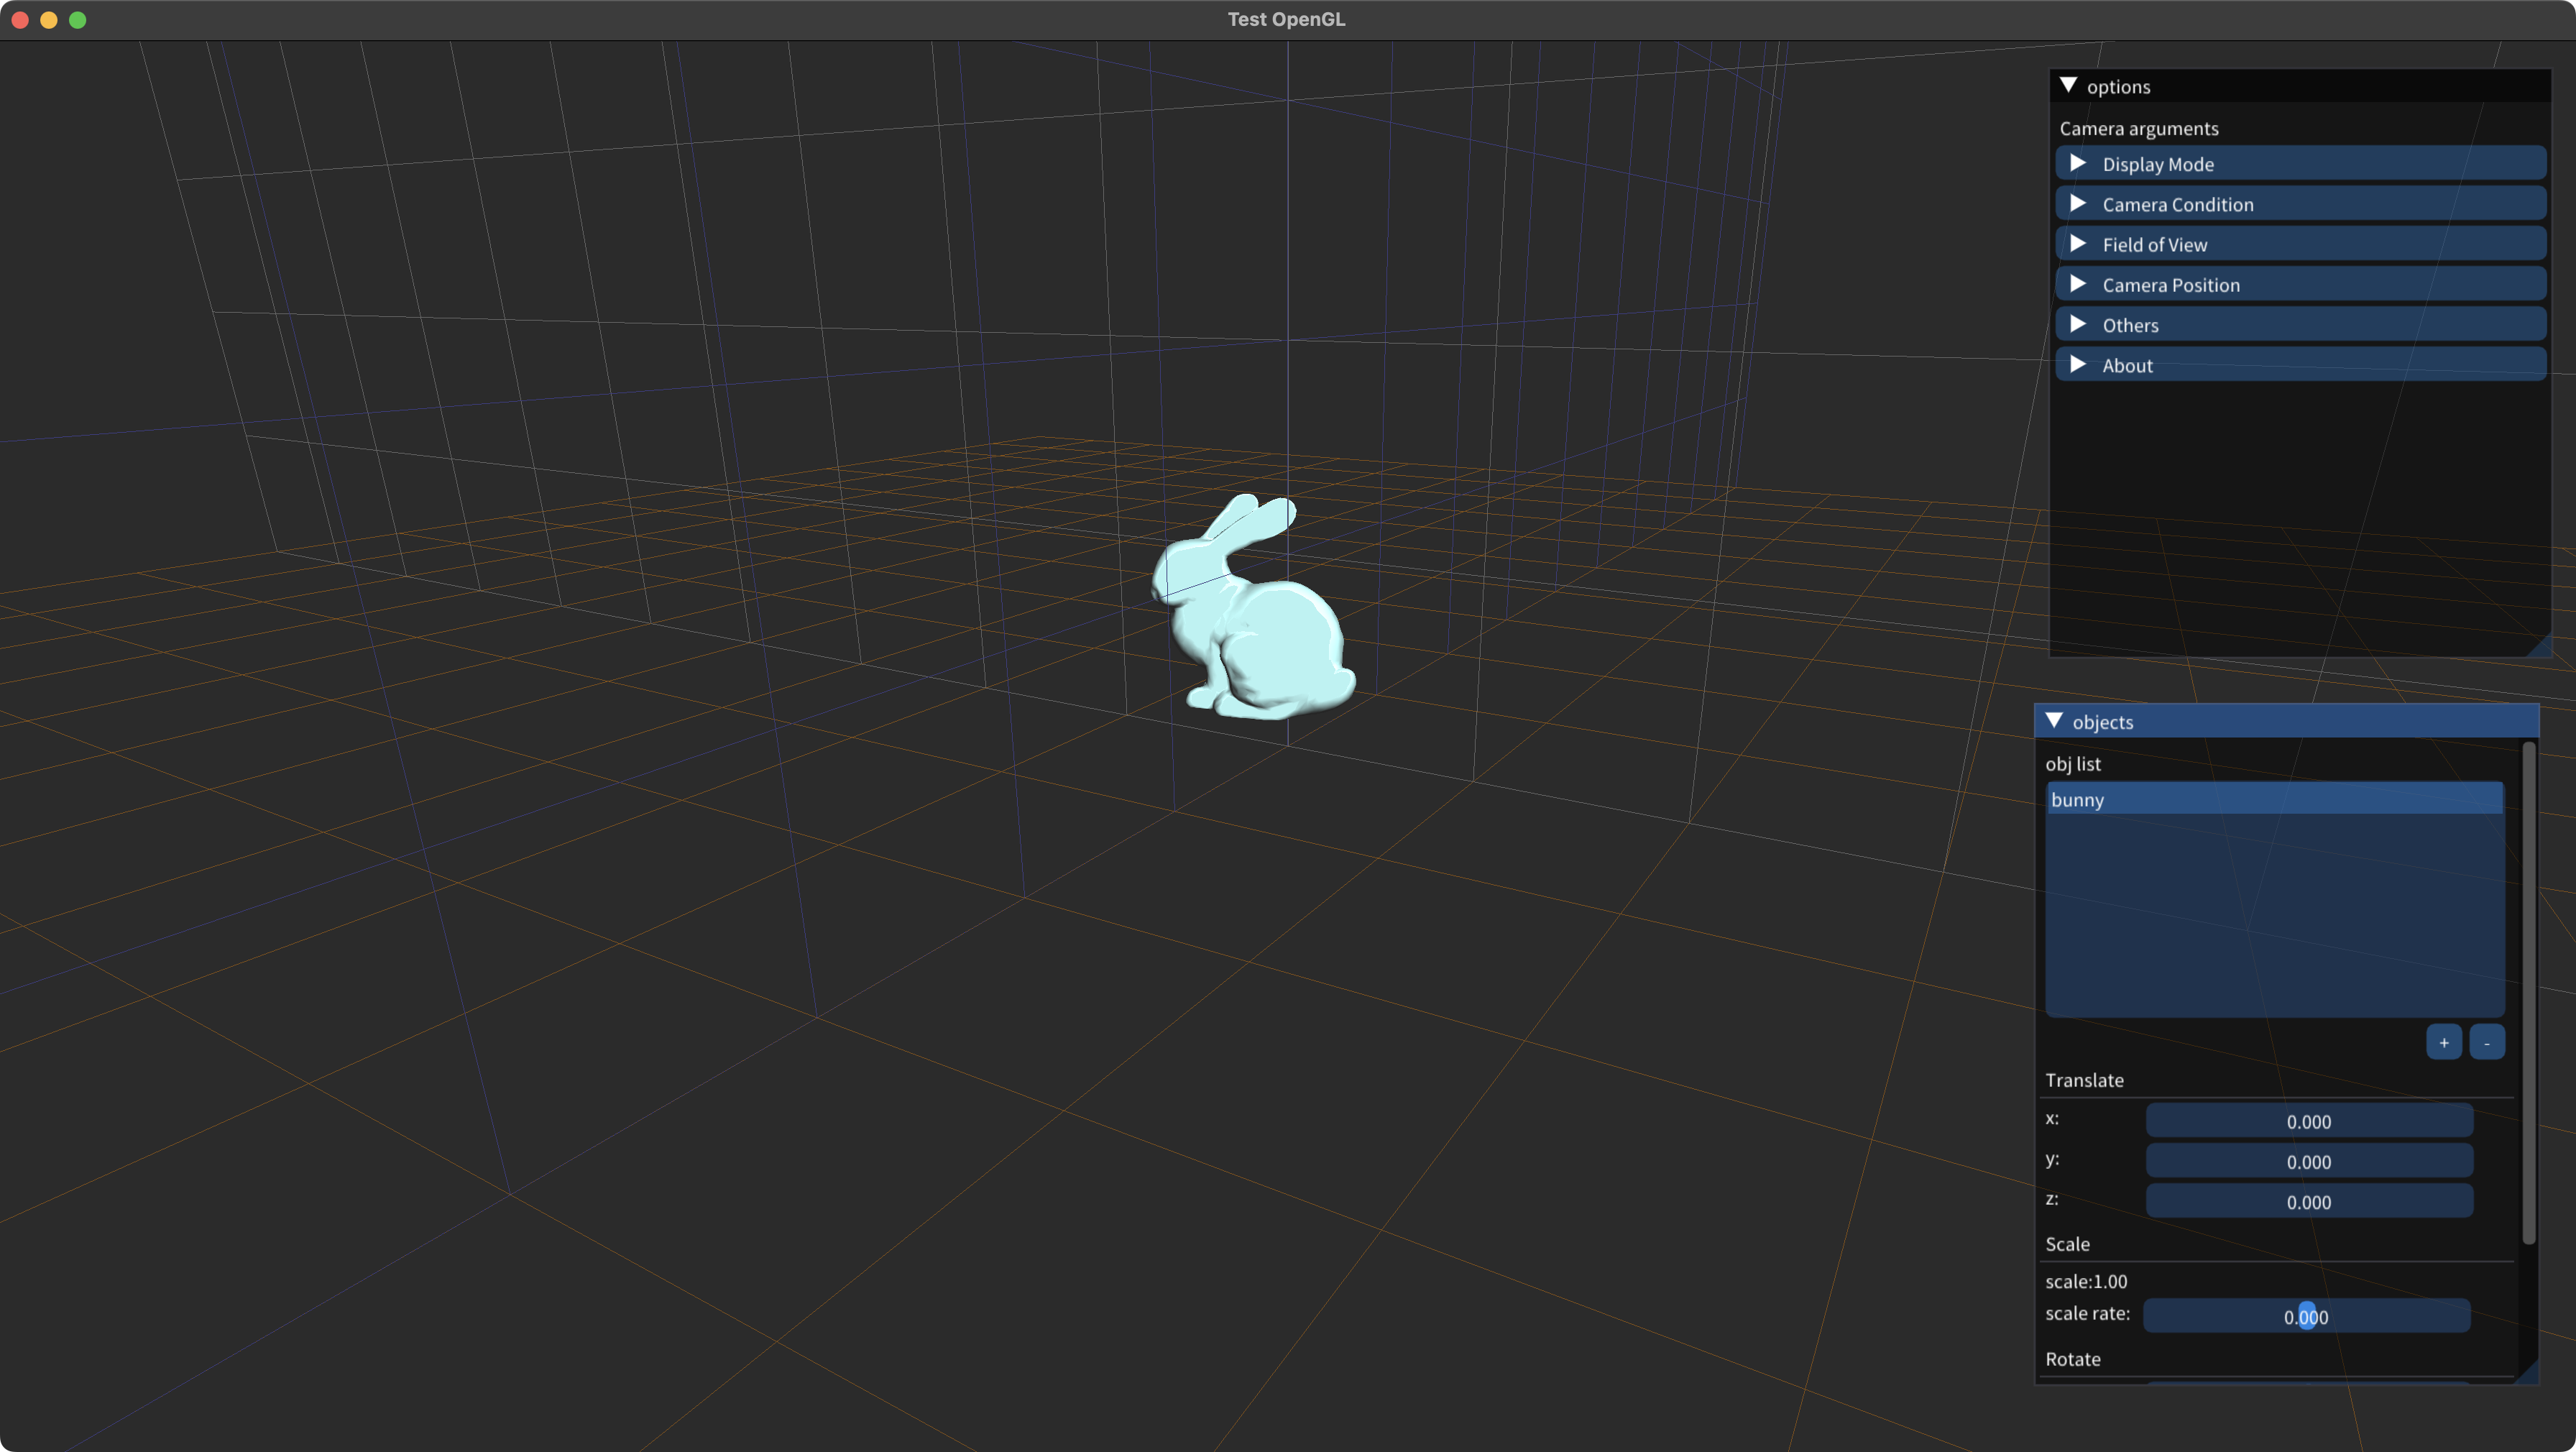 Test OpenGL
options
Camera arguments
Display Mode
Camera Condition
Field of View
Camera Position
Others
About
objects
obj list
bunny
+ -
Translate
x: 0.000
y: 0.000
z: 0.000
Scale
scale:1.00
scale rate: 0.000
Rotate